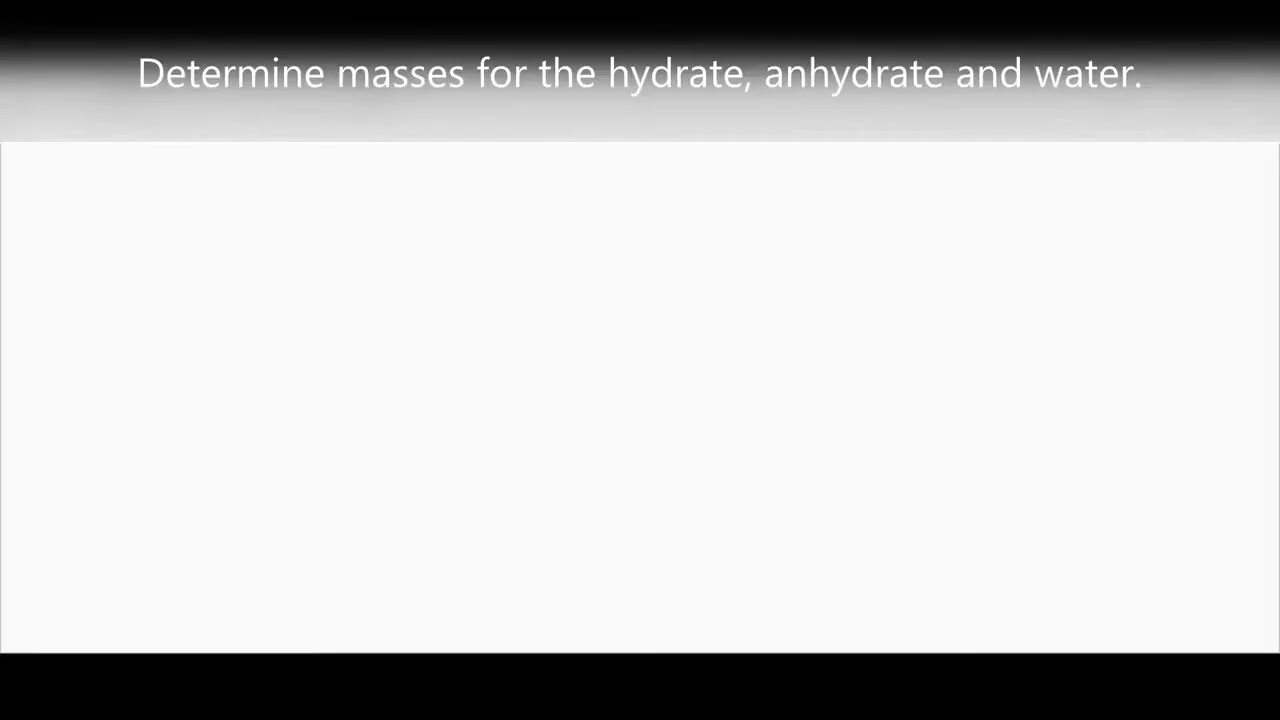 Determine masses for the hydrate, anhydrate and water.